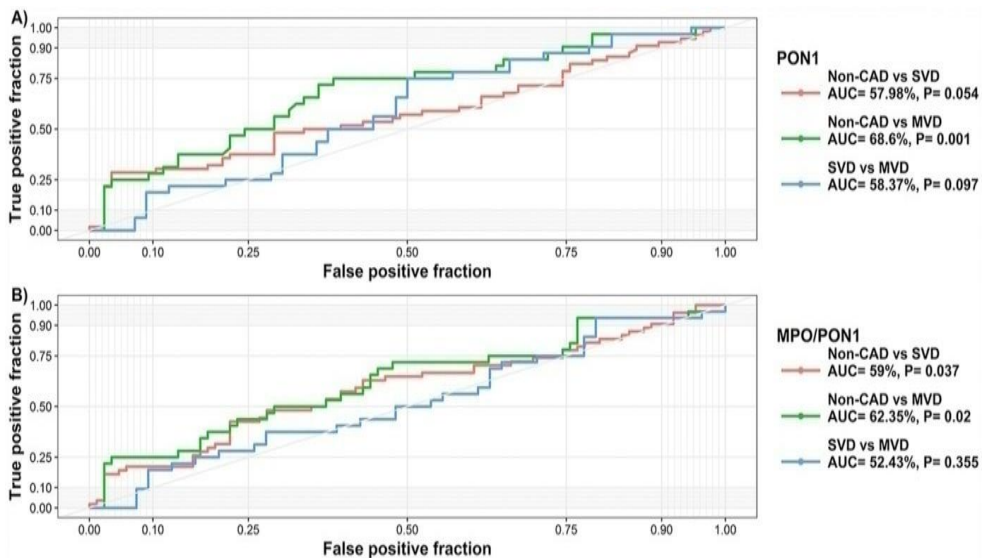 A)
True positive fraction
1.00
0.90
0.75
0.50
0.25
0.10
0.00
0.00 0.10 0.25 0.50 0.75 0.90 1.00
False positive fraction
PON1
Non-CAD vs SVD
AUC= 57.98%, P= 0.054
Non-CAD vs MVD
AUC= 68.6%, P= 0.001
SVD vs MVD
AUC= 58.37%, P= 0.097
B)
True positive fraction
1.00
0.90
0.75
0.50
0.25
0.10
0.00
0.00 0.10 0.25 0.50 0.75 0.90 1.00
False positive fraction
MPO/PON1
Non-CAD vs SVD
AUC= 59%, P= 0.037
Non-CAD vs MVD
AUC= 62.35%, P= 0.02
SVD vs MVD
AUC= 52.43%, P= 0.355